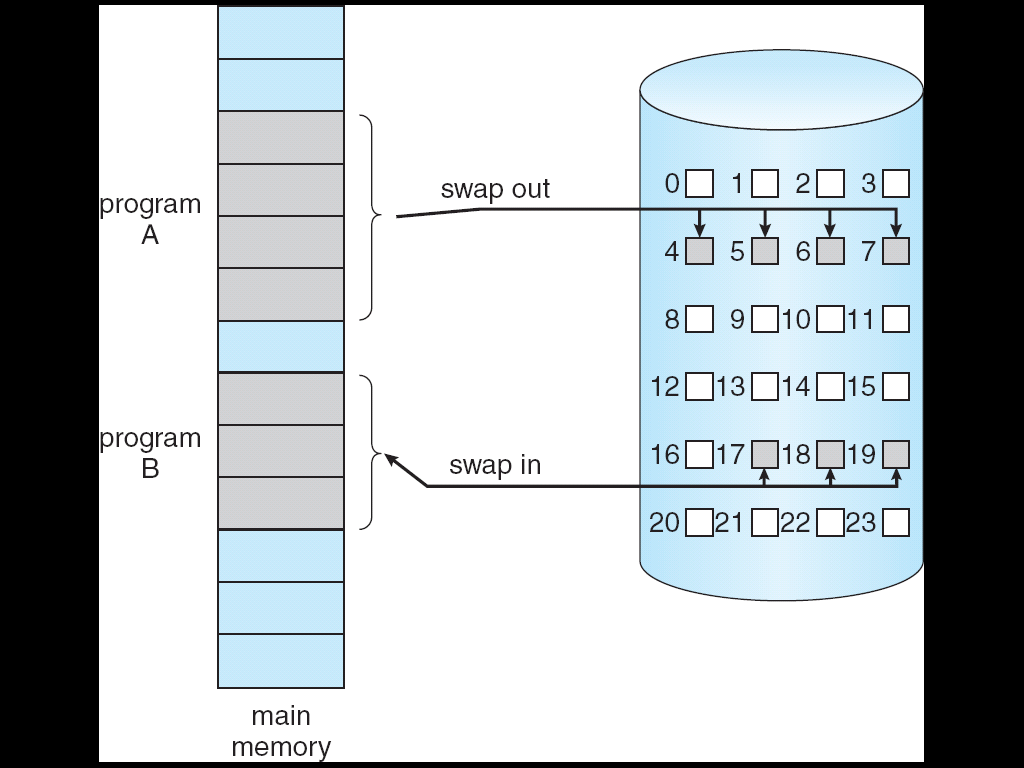 program
A
swap out
0 1 2 3
4 5 6 7
8 9 10 11
12 13 14 15
program
B
swap in
16 17 18 19
20 21 22 23
main
memory